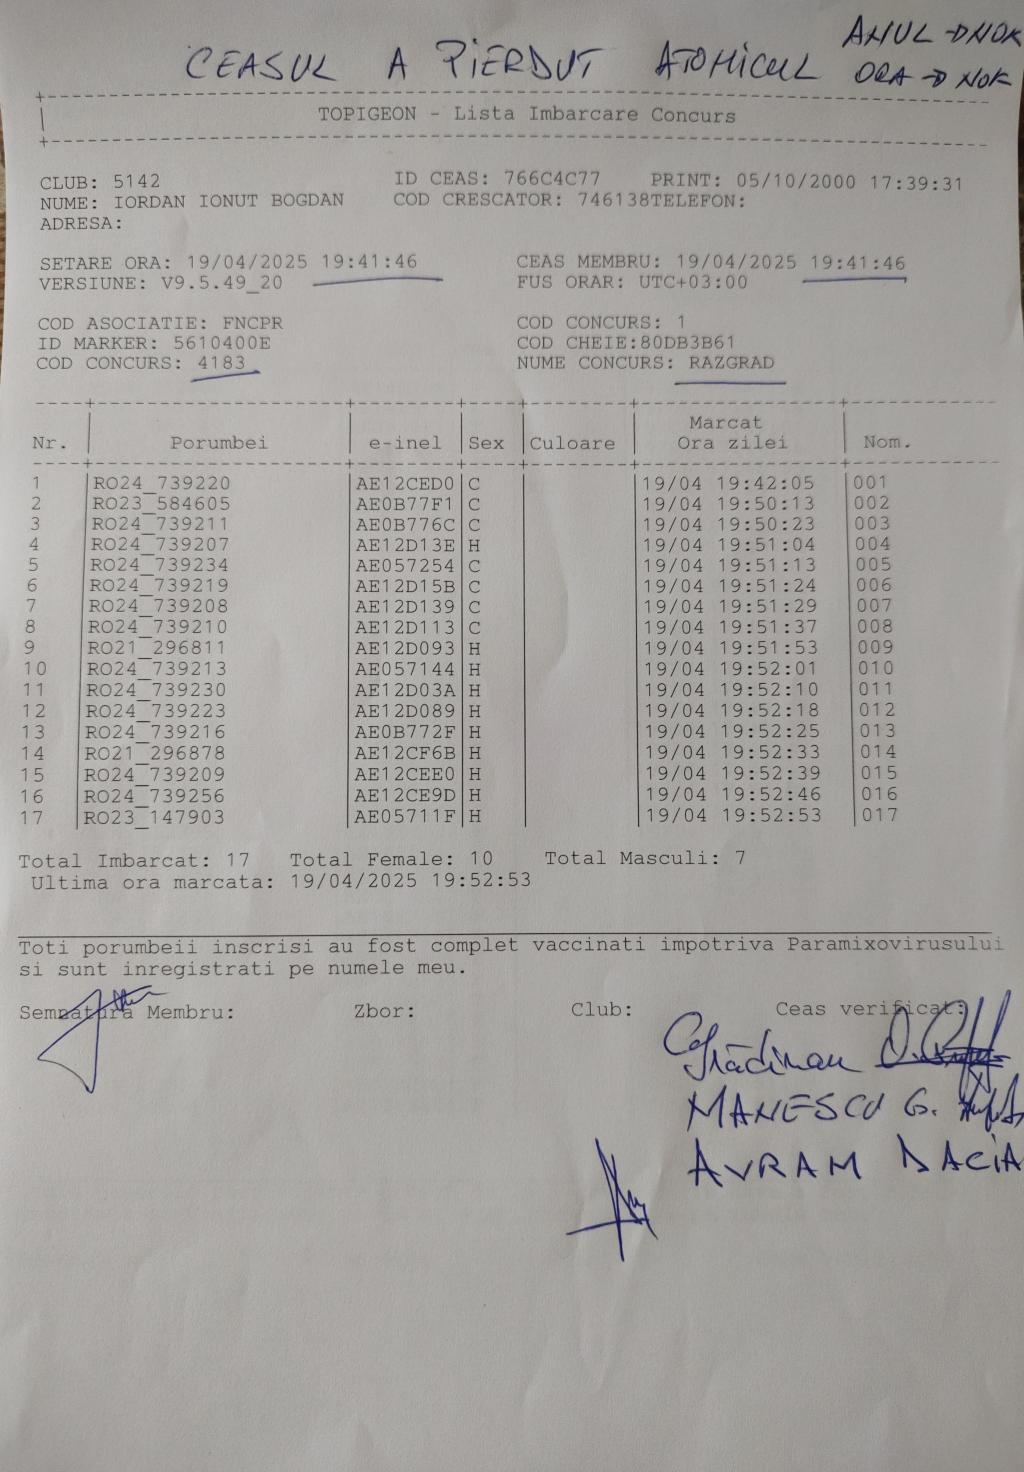 CEASUL A PIERDUT ATOMICUL
ANUL → NOK
ORA → NOK
TOPIGEON - Lista Imbarcare Concurs
CLUB: 5142 ID CEAS: 766C4C77 PRINT: 05/10/2000 17:39:31
NUME: IORDAN IONUT BOGDAN COD CRESCATOR: 746138TELEFON:
ADRESA:
SETARE ORA: 19/04/2025 19:41:46 CEAS MEMBRU: 19/04/2025 19:41:46
VERSIUNE: V9.5.49_20 FUS ORAR: UTC+03:00
COD ASOCIATIE: FNCPR COD CONCURS: 1
ID MARKER: 5610400E COD CHEIE:80DB3B61
COD CONCURS: 4183 NUME CONCURS: RAZGRAD
Marcat
Nr. Porumbei e-inel Sex Culoare Ora zilei Nom.
1 RO24_739220 AE12CED0 C 19/04 19:42:05 001
2 RO23_584605 AE0B77F1 C 19/04 19:50:13 002
3 RO24_739211 AE0B776C C 19/04 19:50:23 003
4 RO24_739207 AE12D13E H 19/04 19:51:04 004
5 RO24_739234 AE057254 C 19/04 19:51:13 005
6 RO24_739219 AE12D15B C 19/04 19:51:24 006
7 RO24_739208 AE12D139 C 19/04 19:51:29 007
8 RO24_739210 AE12D113 C 19/04 19:51:37 008
9 RO21_296811 AE12D093 H 19/04 19:51:53 009
10 RO24_739213 AE057144 H 19/04 19:52:01 010
11 RO24_739230 AE12D03A H 19/04 19:52:10 011
12 RO24_739223 AE12D089 H 19/04 19:52:18 012
13 RO24_739216 AE0B772F H 19/04 19:52:25 013
14 RO21_296878 AE12CF6B H 19/04 19:52:33 014
15 RO24_739209 AE12CEE0 H 19/04 19:52:39 015
16 RO24_739256 AE12CE9D H 19/04 19:52:46 016
17 RO23_147903 AE05711F H 19/04 19:52:53 017
Total Imbarcat: 17 Total Female: 10 Total Masculi: 7
Ultima ora marcata: 19/04/2025 19:52:53
Toti porumbeii inscrisi au fost complet vaccinati impotriva Paramixovirusului
si sunt inregistrati pe numele meu.
Semnatura Membru: Zbor: Club: Ceas verificat:
MANESCU G.
AVRAM DACIA